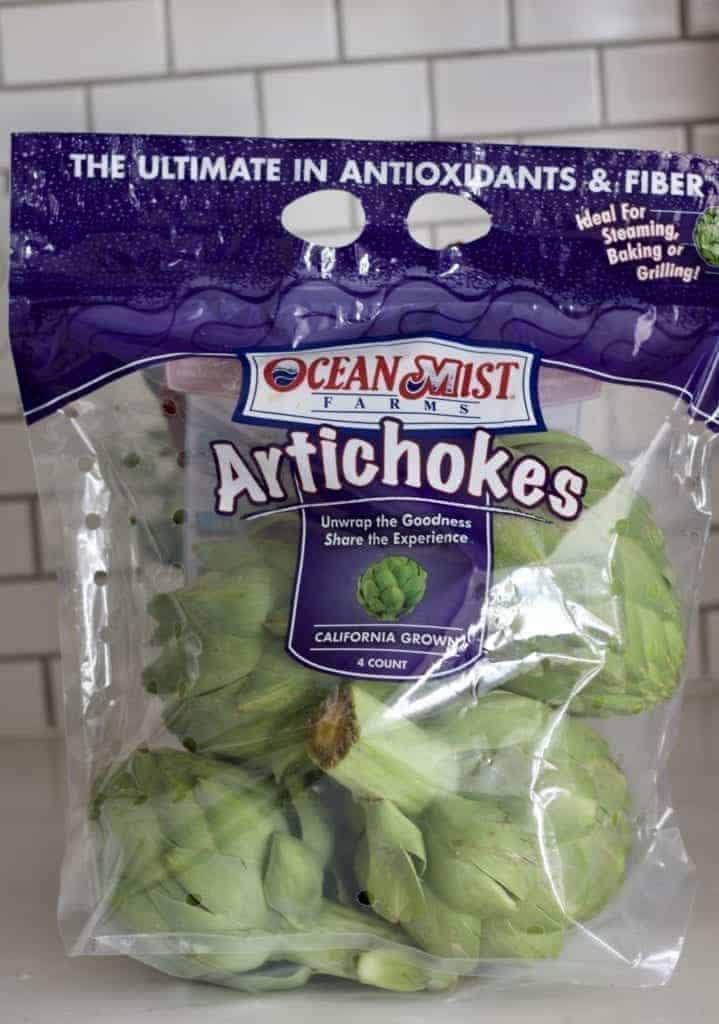 THE ULTIMATE IN ANTIOXIDANTS & FIBER
Ideal For
Steaming,
Baking or
Grilling!
OCEAN MIST
FARMS
Artichokes
Unwrap the Goodness
Share the Experience
CALIFORNIA GROWN
4 COUNT